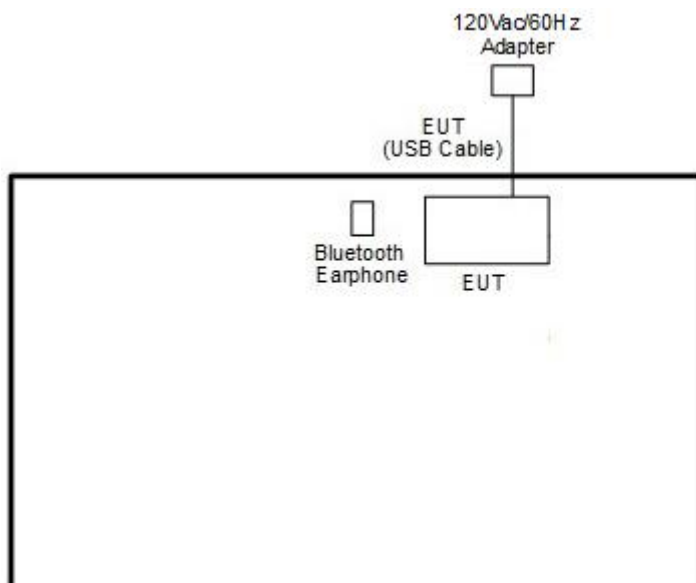 120Vac/60Hz
Adapter
EUT
(USB Cable)
Bluetooth
Earphone
EUT